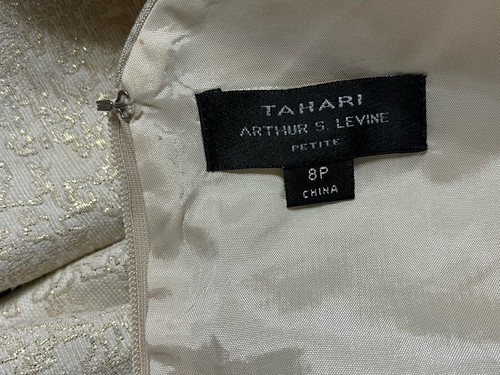 TAHARI
ARTHUR S. LEVINE
PETITE
8P
CHINA